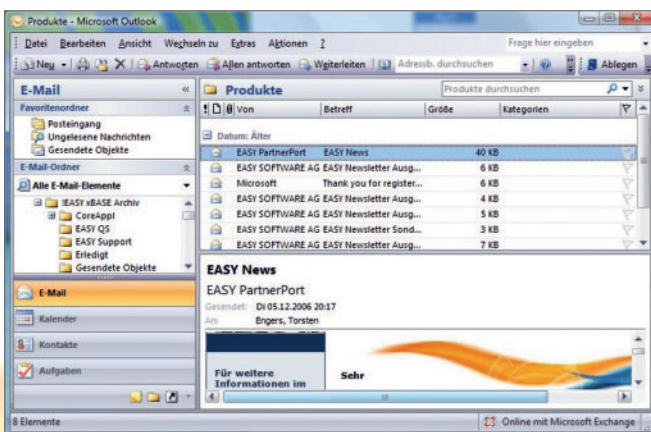 Produkte - Microsoft Outlook
Datei Bearbeiten Ansicht Wechseln zu Extras Aktionen ?
Frage hier eingeben
Neu Antworten Allen antworten Weiterleiten Adressb. durchsuchen Ablegen
E-Mail
Favoritenordner
Posteingang
Ungelesene Nachrichten
Gesendete Objekte
E-Mail-Ordner
Alle E-Mail-Elemente
!EASY xBASE Archiv
CoreAppl
EASY QS
EASY Support
Erledigt
Gesendete Objekte
E-Mail
Kalender
Kontakte
Aufgaben
Produkte
Produkte durchsuchen
Von Betreff Größe Kategorien
Datum: Älter
EASY PartnerPort EASY News 40 KB
EASY SOFTWARE AG EASY Newsletter Ausg... 6 KB
Microsoft Thank you for register... 6 KB
EASY SOFTWARE AG EASY Newsletter Ausg... 4 KB
EASY SOFTWARE AG EASY Newsletter Ausg... 5 KB
EASY SOFTWARE AG EASY Newsletter Sond... 3 KB
EASY SOFTWARE AG EASY Newsletter Ausg... 7 KB
EASY News
EASY PartnerPort
Gesendet: Di 05.12.2006 20:17
An: Engers, Torsten
Für weitere
Informationen im
Sehr
8 Elemente
Online mit Microsoft Exchange